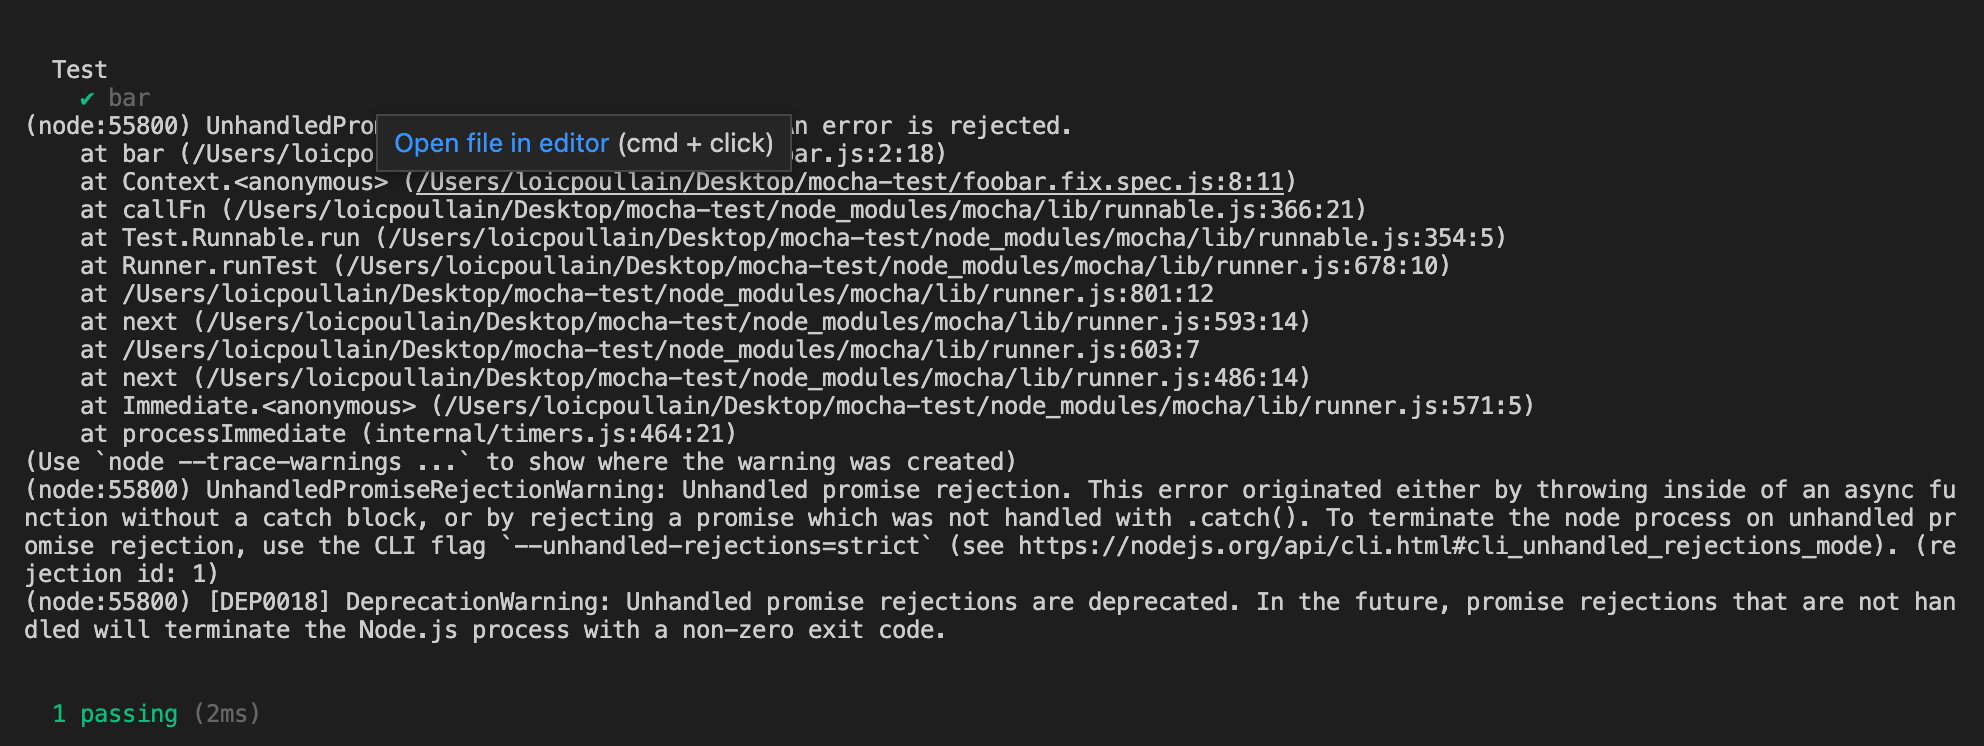 Test
✔ bar
(node:55800) UnhandledPro n error is rejected.
Open file in editor (cmd + click)
at bar (/Users/loicpo ar.js:2:18)
at Context.<anonymous> (/Users/loicpoullain/Desktop/mocha-test/foobar.fix.spec.js:8:11)
at callFn (/Users/loicpoullain/Desktop/mocha-test/node_modules/mocha/lib/runnable.js:366:21)
at Test.Runnable.run (/Users/loicpoullain/Desktop/mocha-test/node_modules/mocha/lib/runnable.js:354:5)
at Runner.runTest (/Users/loicpoullain/Desktop/mocha-test/node_modules/mocha/lib/runner.js:678:10)
at /Users/loicpoullain/Desktop/mocha-test/node_modules/mocha/lib/runner.js:801:12
at next (/Users/loicpoullain/Desktop/mocha-test/node_modules/mocha/lib/runner.js:593:14)
at /Users/loicpoullain/Desktop/mocha-test/node_modules/mocha/lib/runner.js:603:7
at next (/Users/loicpoullain/Desktop/mocha-test/node_modules/mocha/lib/runner.js:486:14)
at Immediate.<anonymous> (/Users/loicpoullain/Desktop/mocha-test/node_modules/mocha/lib/runner.js:571:5)
at processImmediate (internal/timers.js:464:21)
(Use `node --trace-warnings ...` to show where the warning was created)
(node:55800) UnhandledPromiseRejectionWarning: Unhandled promise rejection. This error originated either by throwing inside of an async fu
nction without a catch block, or by rejecting a promise which was not handled with .catch(). To terminate the node process on unhandled pr
omise rejection, use the CLI flag `--unhandled-rejections=strict` (see https://nodejs.org/api/cli.html#cli_unhandled_rejections_mode). (re
jection id: 1)
(node:55800) [DEP0018] DeprecationWarning: Unhandled promise rejections are deprecated. In the future, promise rejections that are not han
dled will terminate the Node.js process with a non-zero exit code.
1 passing (2ms)